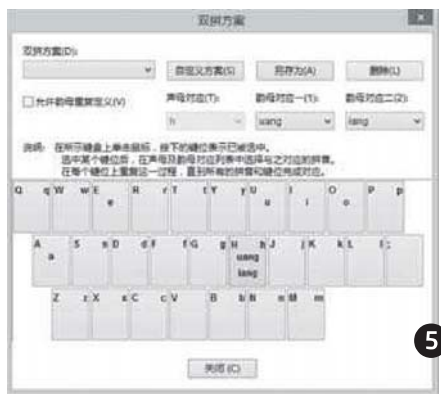 双拼方案
双拼方案(D):
自定义方案(S) 另存为(A) 删除(L)
允许韵母重复定义(V) 声母对应(T): 韵母对应一(1): 韵母对应二(2):
h uang iang
说明: 在所示键盘上单击鼠标，按下的键位表示已被选中。
选中某个键位后，在声母及韵母对应列表中选择与之对应的拼音。
在每个键位上重复这一过程，直到所有的拼音和键位完成对应。
Q q W w E R r T t Y y U I O P p
e u i o
A S s D d F f G g H h J j K k L l ;
a uang
iang
Z z X x C c V B b N n M m
关闭 (C)
5